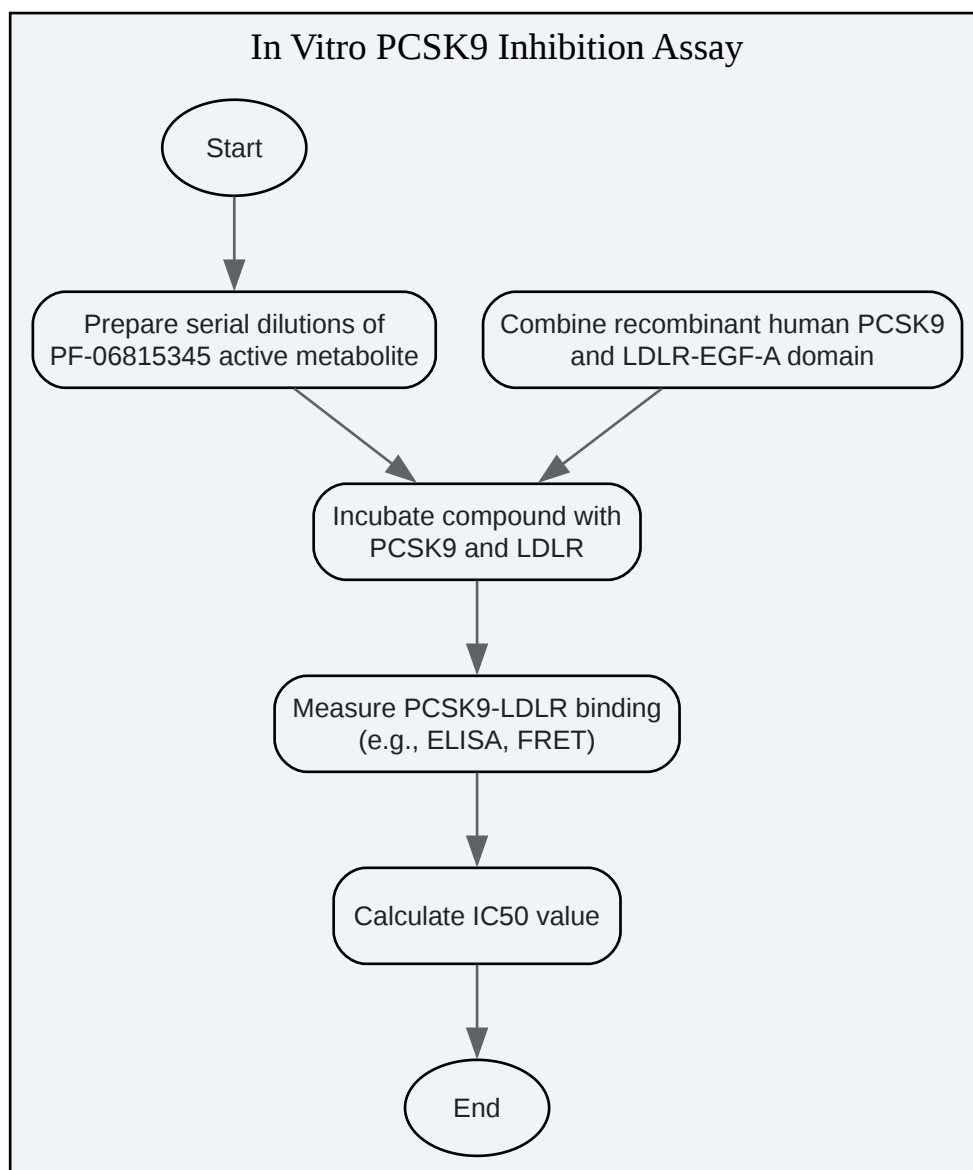 In Vitro PCSK9 Inhibition Assay
Start
Prepare serial dilutions of
PF-06815345 active metabolite
Combine recombinant human PCSK9
and LDLR-EGF-A domain
Incubate compound with
PCSK9 and LDLR
Measure PCSK9-LDLR binding
(e.g., ELISA, FRET)
Calculate IC50 value
End